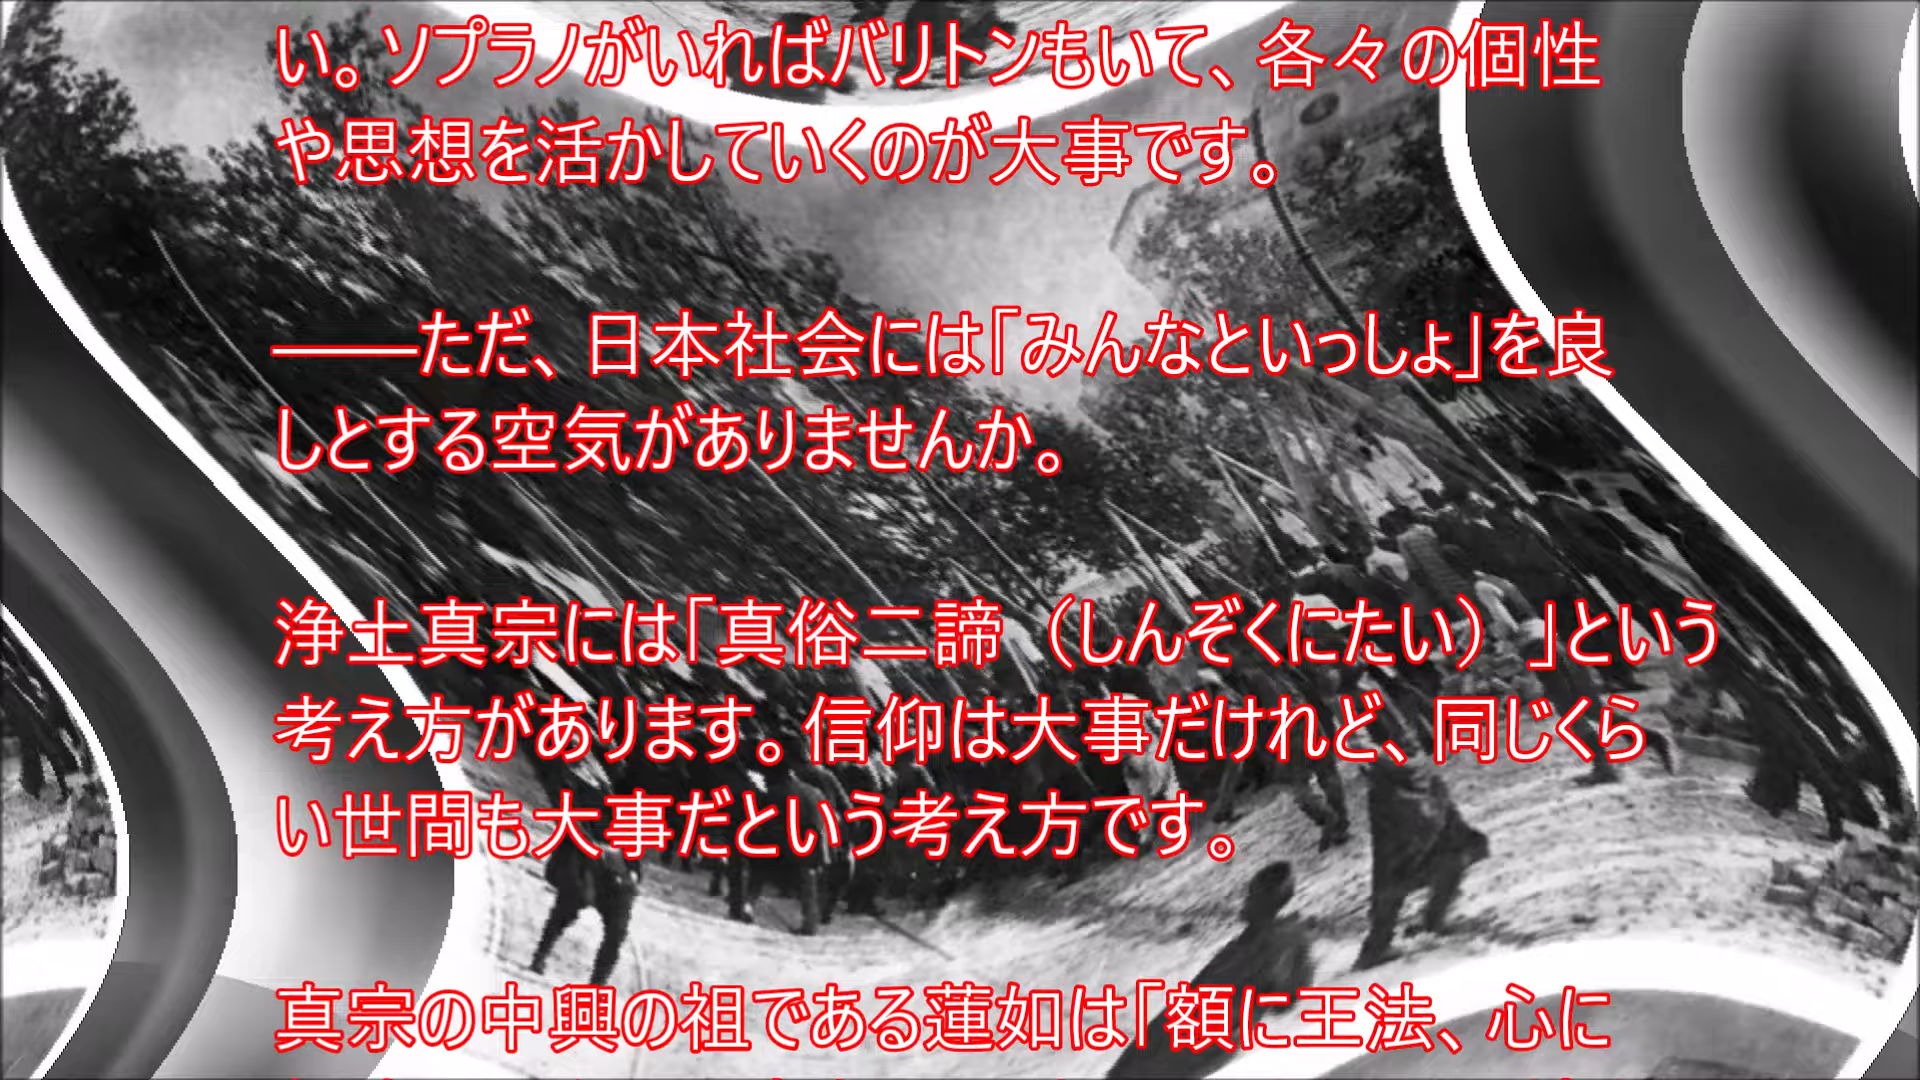 い。ソプラノがいればバリトンもいて、各々の個性
や思想を活かしていくのが大事です。
――ただ、日本社会には｢みんなといっしょ｣を良
しとする空気がありませんか。
浄土真宗には｢真俗二諦（しんぞくにたい）｣という
考え方があります。信仰は大事だけれど、同じくら
い世間も大事だという考え方です。
真宗の中興の祖である蓮如は｢額に王法、心に